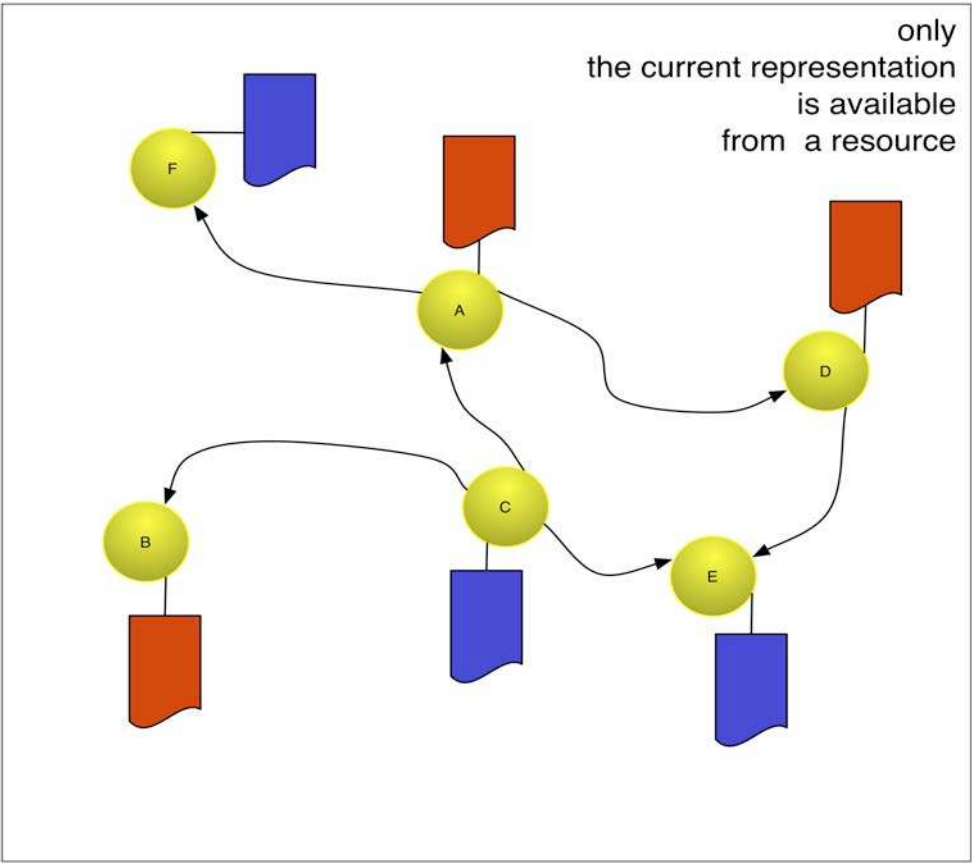 only
the current representation
is available
from a resource
F
A
D
C
B
E